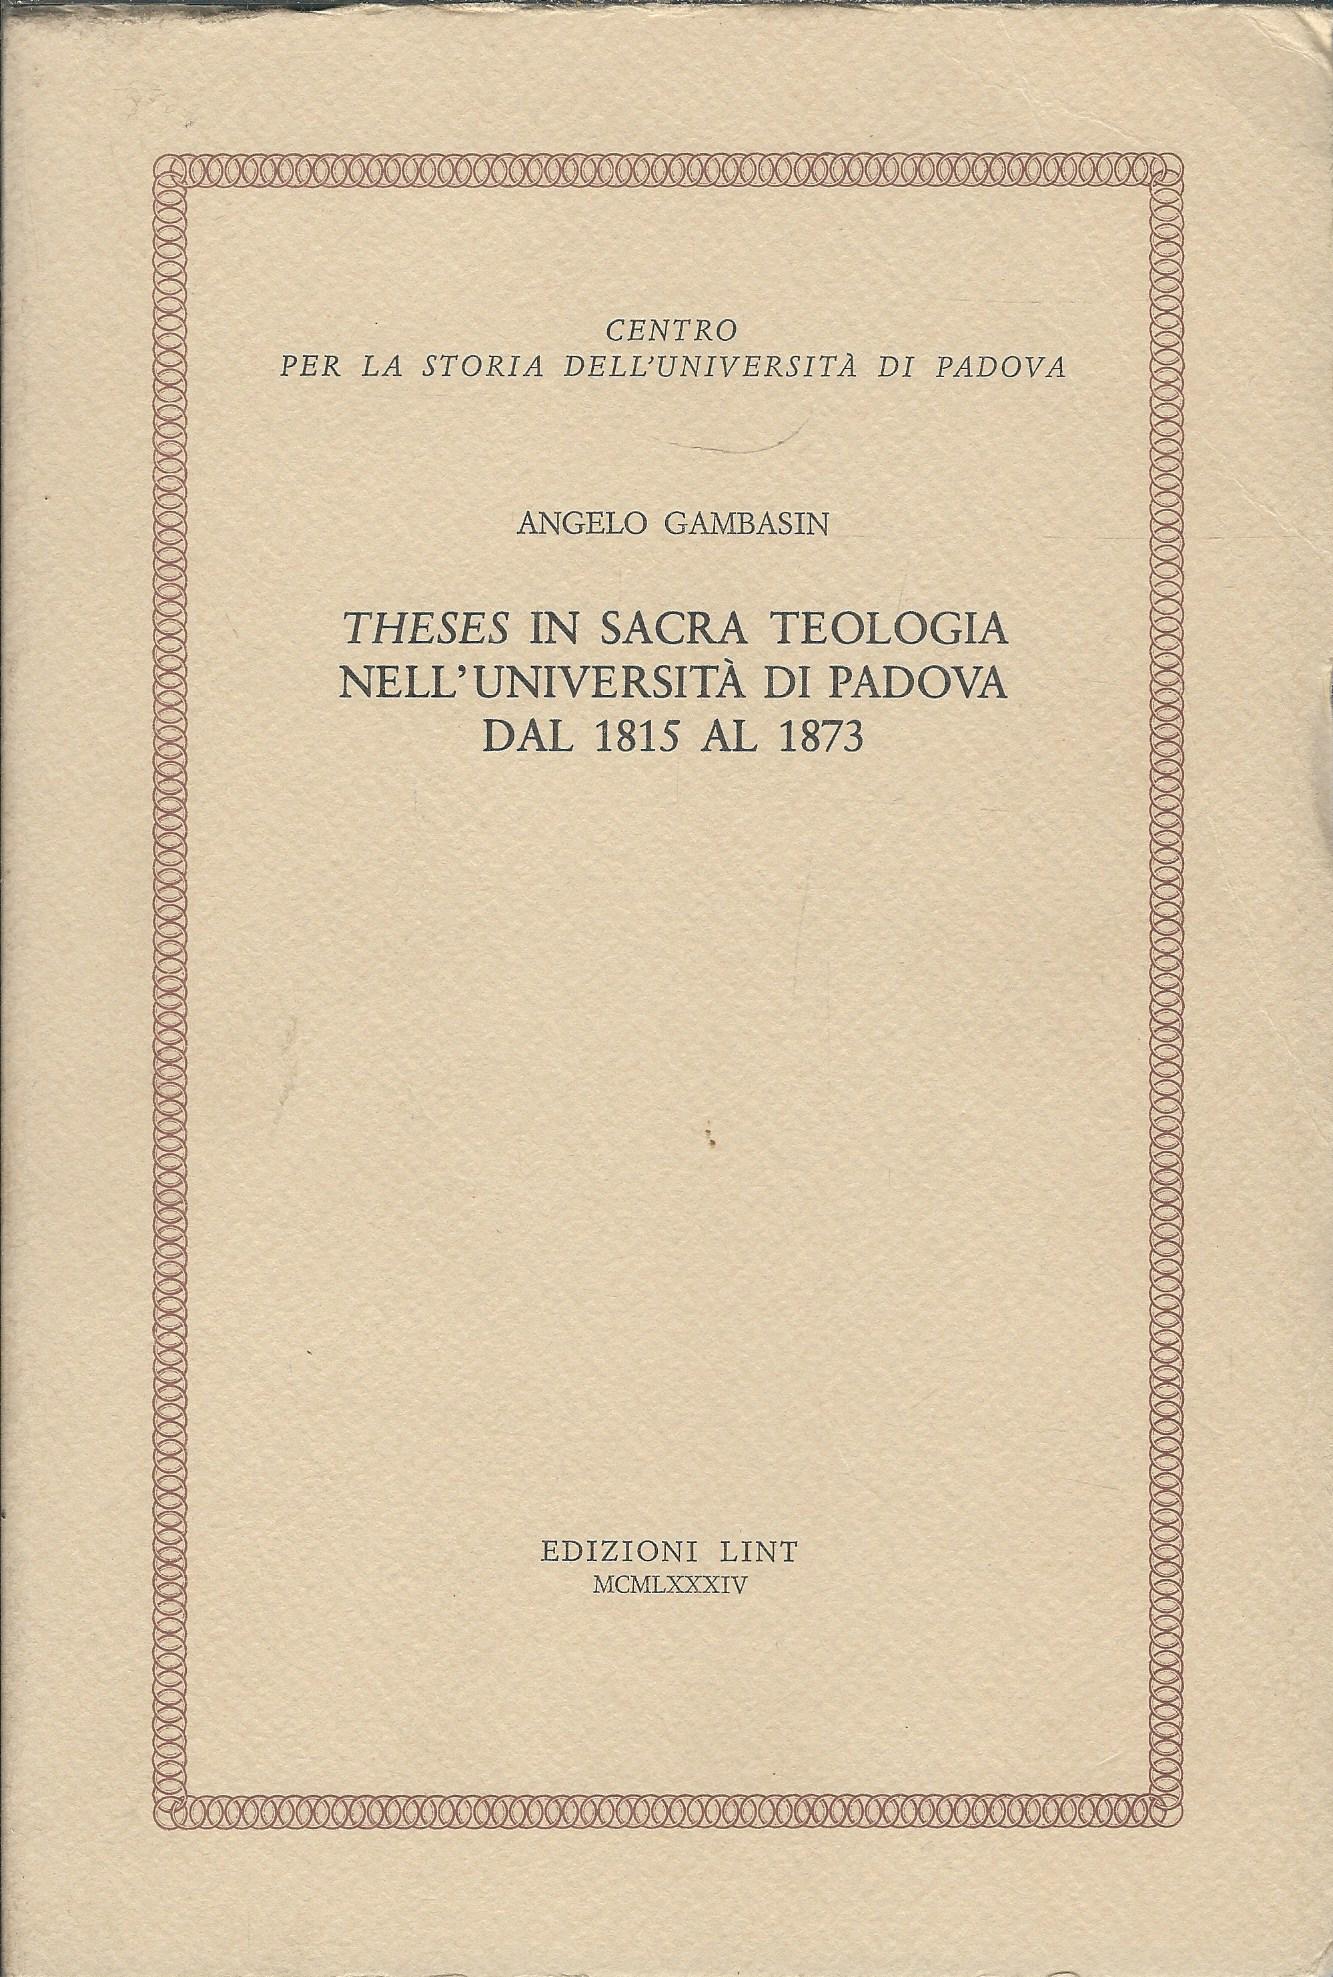 CENTRO
PER LA STORIA DELL'UNIVERSITÀ DI PADOVA
ANGELO GAMBASIN
THESES IN SACRA TEOLOGIA
NELL'UNIVERSITÀ DI PADOVA
DAL 1815 AL 1873
EDIZIONI LINT
MCMLXXXIV